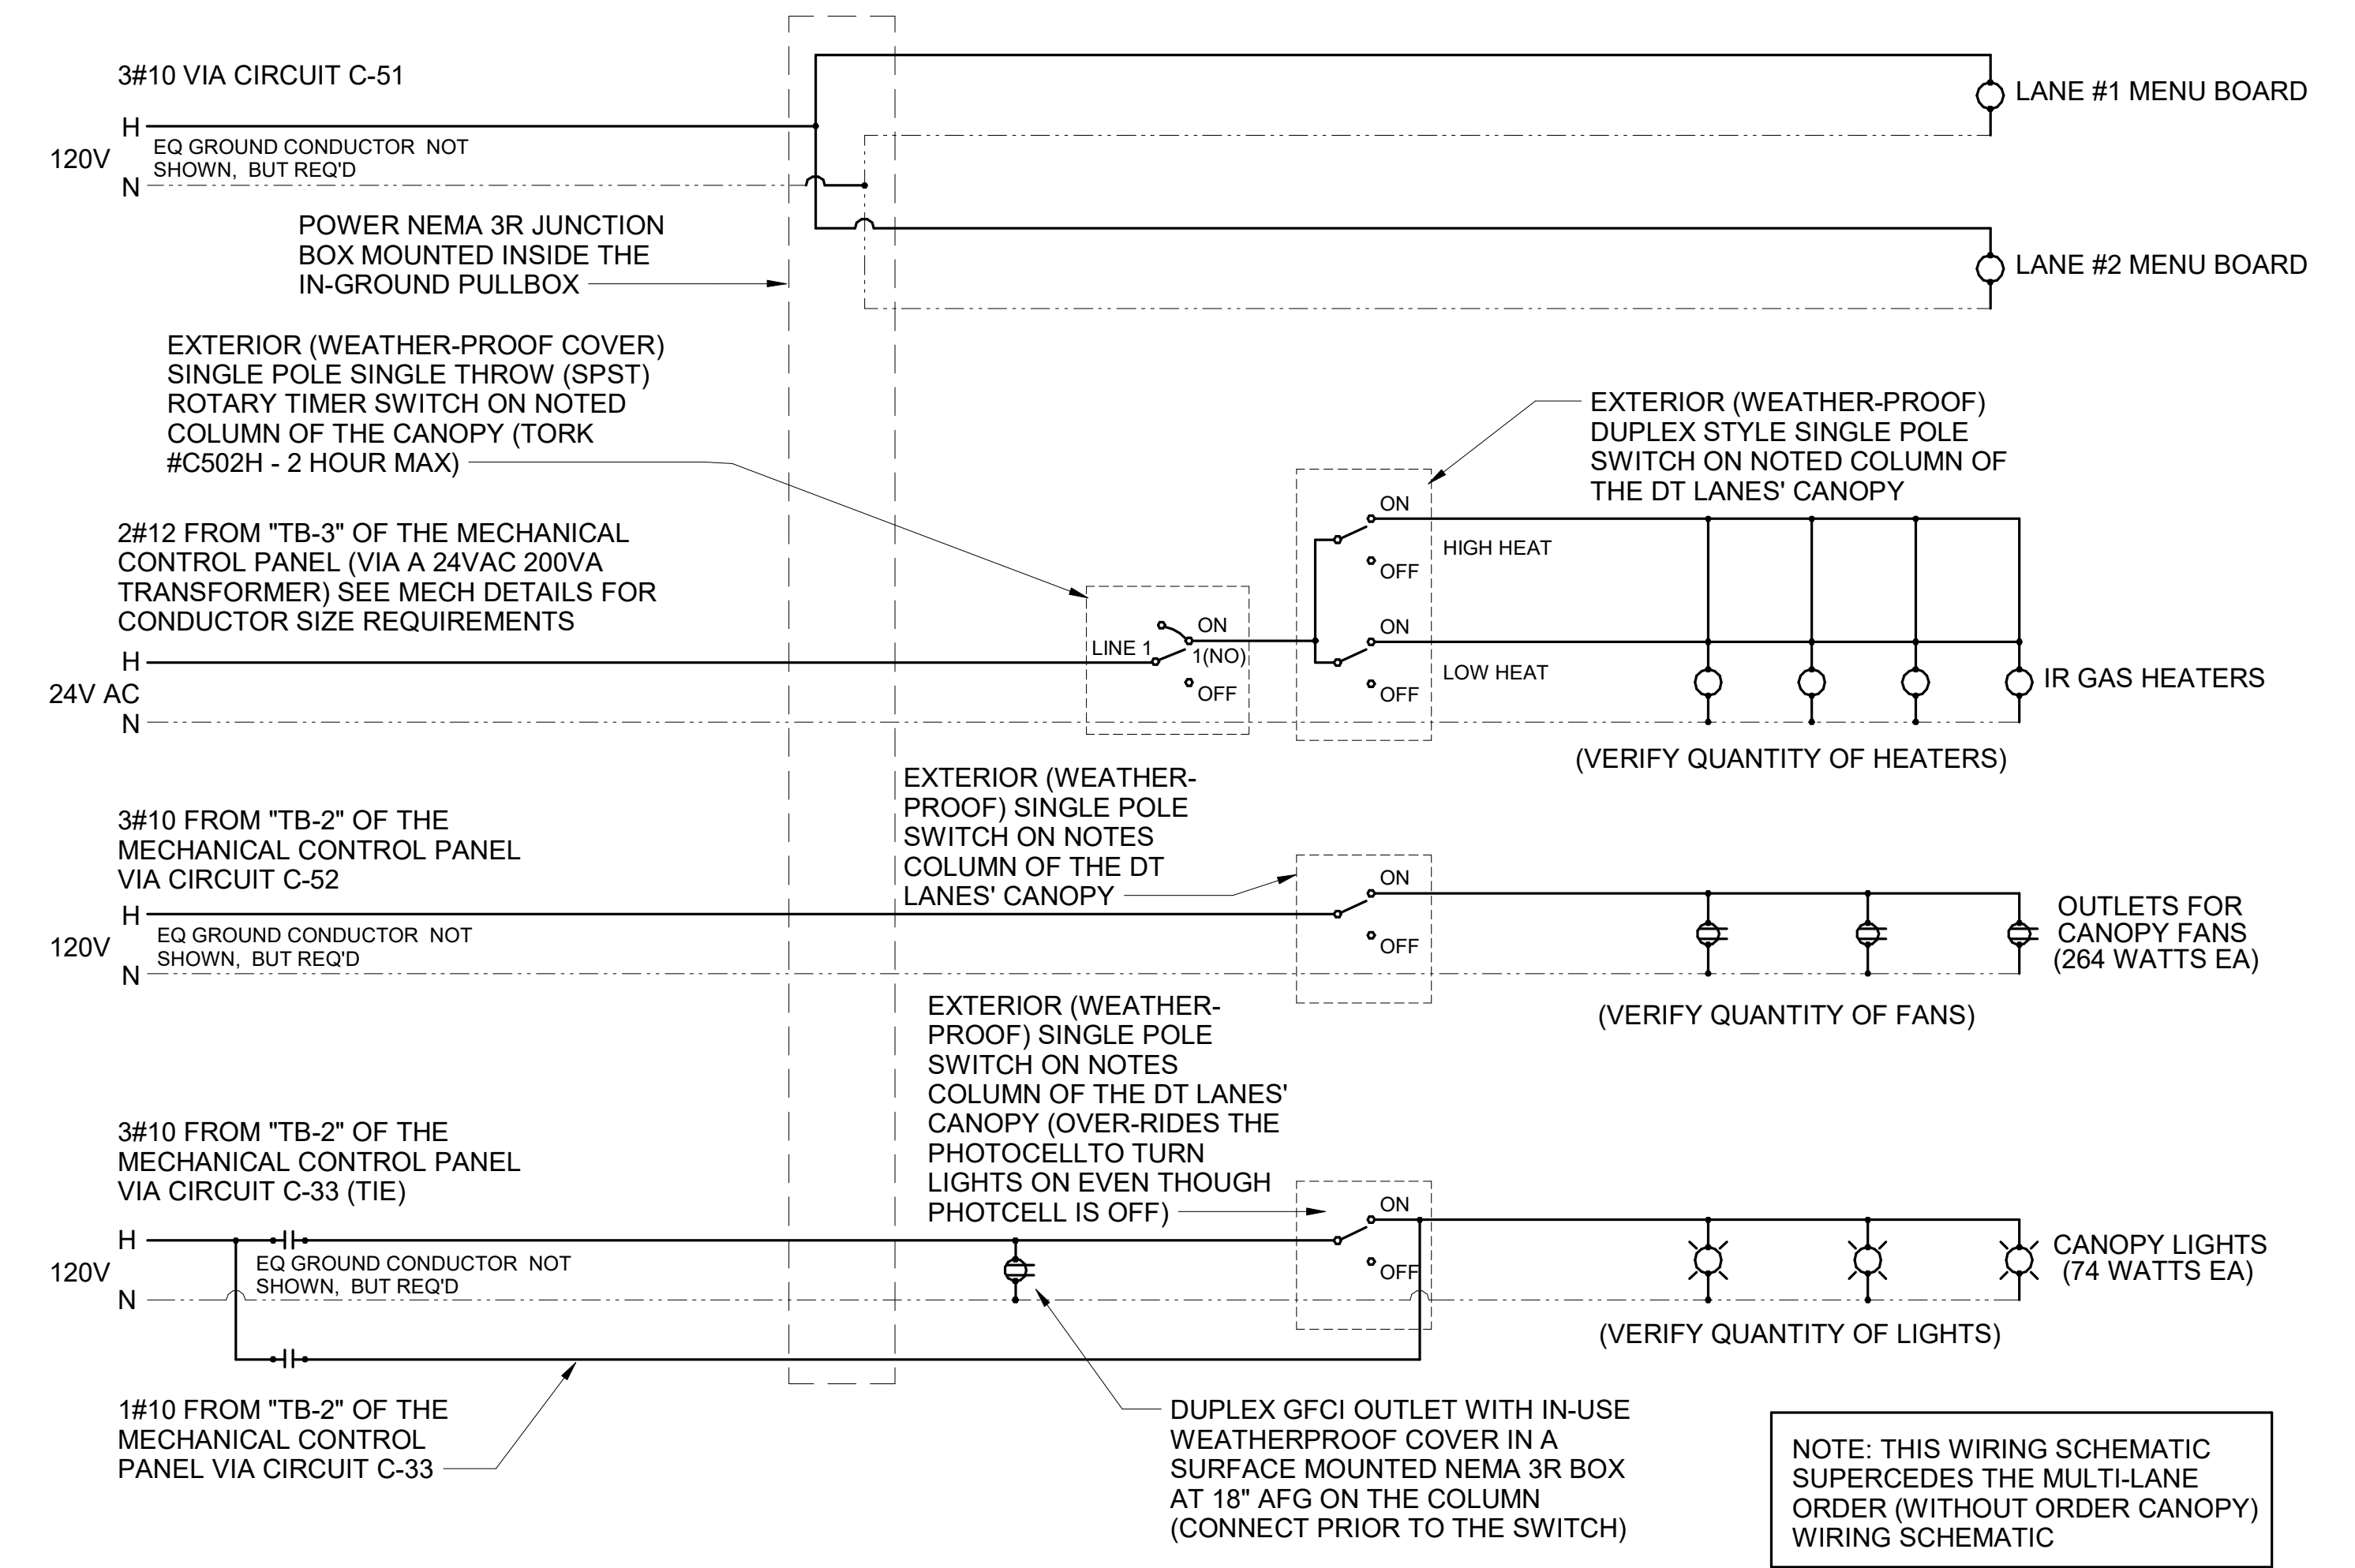 3#10 VIA CIRCUIT C-51
H
120V
N
EQ GROUND CONDUCTOR  NOT
SHOWN,  BUT REQ'D
LANE #1 MENU BOARD
LANE #2 MENU BOARD
POWER NEMA 3R JUNCTION
BOX MOUNTED INSIDE THE
IN-GROUND PULLBOX
EXTERIOR (WEATHER-PROOF COVER)
SINGLE POLE SINGLE THROW (SPST)
ROTARY TIMER SWITCH ON NOTED
COLUMN OF THE CANOPY (TORK
#C502H - 2 HOUR MAX)
EXTERIOR (WEATHER-PROOF)
DUPLEX STYLE SINGLE POLE
SWITCH ON NOTED COLUMN OF
THE DT LANES' CANOPY
2#12 FROM "TB-3" OF THE MECHANICAL
CONTROL PANEL (VIA A 24VAC 200VA
TRANSFORMER) SEE MECH DETAILS FOR
CONDUCTOR SIZE REQUIREMENTS
H
24V AC
N
LINE 1
ON
1(NO)
OFF
ON
OFF
HIGH HEAT
ON
OFF
LOW HEAT
IR GAS HEATERS
(VERIFY QUANTITY OF HEATERS)
EXTERIOR (WEATHER-
PROOF) SINGLE POLE
SWITCH ON NOTES
COLUMN OF THE DT
LANES' CANOPY
3#10 FROM "TB-2" OF THE
MECHANICAL CONTROL PANEL
VIA CIRCUIT C-52
H
120V
N
EQ GROUND CONDUCTOR  NOT
SHOWN,  BUT REQ'D
ON
OFF
OUTLETS FOR
CANOPY FANS
(264 WATTS EA)
(VERIFY QUANTITY OF FANS)
EXTERIOR (WEATHER-
PROOF) SINGLE POLE
SWITCH ON NOTES
COLUMN OF THE DT LANES'
CANOPY (OVER-RIDES THE
PHOTOCELLTO TURN
LIGHTS ON EVEN THOUGH
PHOTCELL IS OFF)
3#10 FROM "TB-2" OF THE
MECHANICAL CONTROL PANEL
VIA CIRCUIT C-33 (TIE)
H
120V
N
EQ GROUND CONDUCTOR  NOT
SHOWN,  BUT REQ'D
ON
OFF
CANOPY LIGHTS
(74 WATTS EA)
(VERIFY QUANTITY OF LIGHTS)
1#10 FROM "TB-2" OF THE
MECHANICAL CONTROL
PANEL VIA CIRCUIT C-33
DUPLEX GFCI OUTLET WITH IN-USE
WEATHERPROOF COVER IN A
SURFACE MOUNTED NEMA 3R BOX
AT 18" AFG ON THE COLUMN
(CONNECT PRIOR TO THE SWITCH)
NOTE: THIS WIRING SCHEMATIC
SUPERCEDES THE MULTI-LANE
ORDER (WITHOUT ORDER CANOPY)
WIRING SCHEMATIC